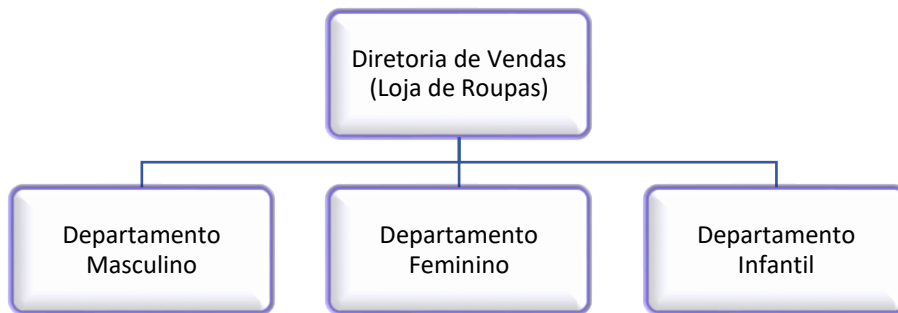 Diretoria de Vendas
(Loja de Roupas)
Departamento
Masculino
Departamento
Feminino
Departamento
Infantil